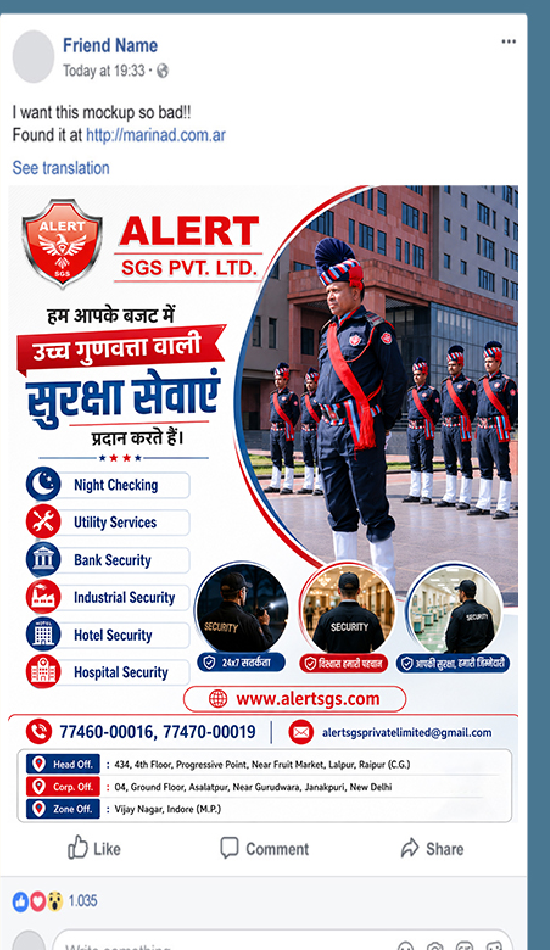 Friend Name
Today at 19:33 •
I want this mockup so bad!!
Found it at http://marinad.com.ar
See translation
ALERT
SGS
ALERT
SGS PVT. LTD.
हम आपके बजट में
उच्च गुणवत्ता वाली
सुरक्षा सेवाएं
प्रदान करते हैं।
Night Checking
Utility Services
Bank Security
Industrial Security
HOTEL
Hotel Security
Hospital Security
SECURITY
SECURITY
SECURITY
24x7 सतर्कता
विश्वास हमारी पहचान
आपकी सुरक्षा, हमारी जिम्मेदारी
www.alertsgs.com
77460-00016, 77470-00019
alertsgsprivatelimited@gmail.com
Head Off. : 434, 4th Floor, Progressive Point, Near Fruit Market, Lalpur, Raipur (C.G.)
Corp. Off. : 04, Ground Floor, Asalatpur, Near Gurudwara, Janakpuri, New Delhi
Zone Off. : Vijay Nagar, Indore (M.P.)
Like
Comment
Share
1.035
Write something